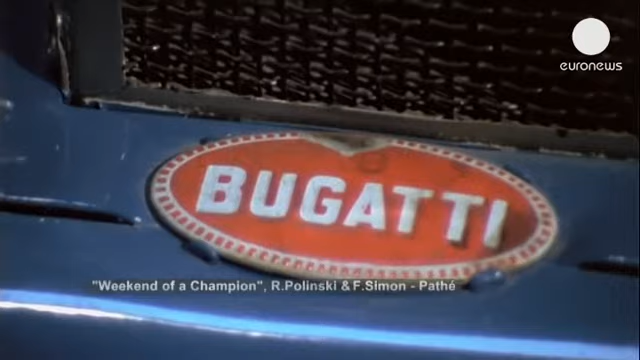 euronews
BUGATTI
"Weekend of a Champion", R.Polinski & F.Simon - Pathé